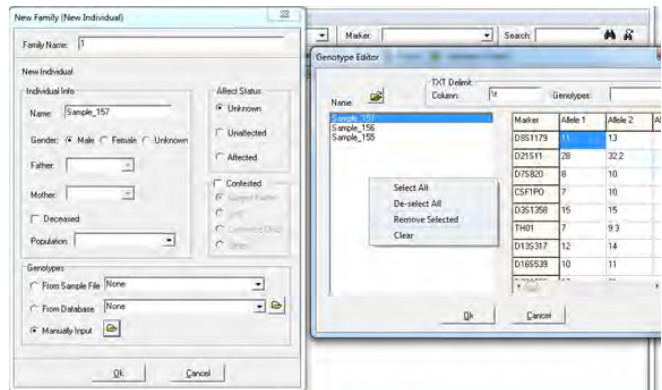 New Family (New Individual)
Family Name: 1
New Individual
Individual Info
Name: Sample_157
Gender: Male Female Unknown
Father:
Mother:
Deceased
Population:
Affect Status
Unknown
Unaffected
Affected
Contested
Genotypes
From Sample File None
From Database None
Manually Input
Ok Cancel
Marker: Search:
Genotype Editor
TXT Delimit:
Name: Column: \t Genotypes:
Sample_157
Sample_156
Sample_155
Select All
De-select All
Remove Selected
Clear
Marker Allele 1 Allele 2
D8S1179 11 13
D21S11 28 32.2
D7S820 8 10
CSF1PO 7 10
D3S1358 15 15
TH01 7 9.3
D13S317 12 14
D16S539 10 11
Ok Cancel